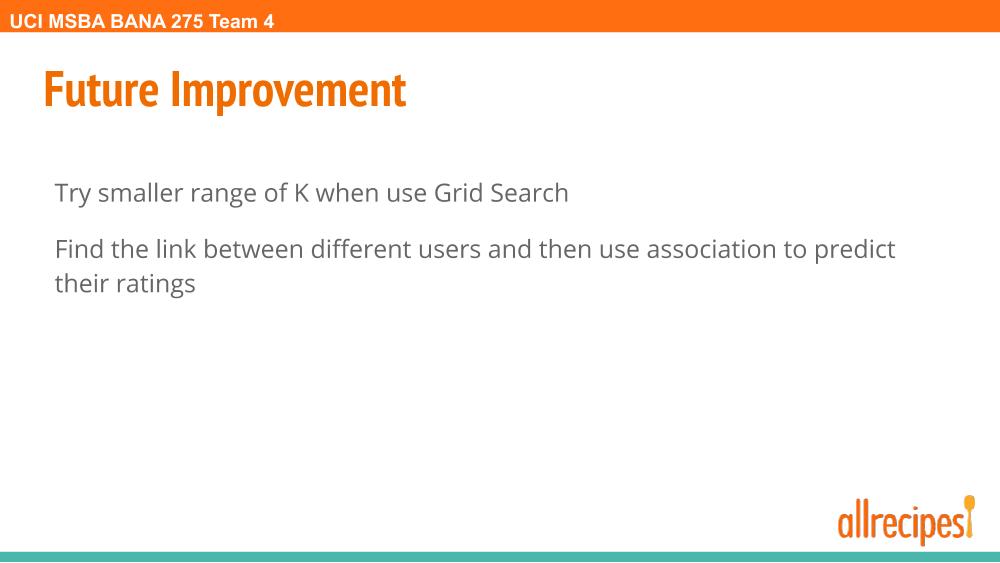 UCI MSBA BANA 275 Team 4
Future Improvement
Try smaller range of K when use Grid Search
Find the link between different users and then use association to predict
their ratings
allrecipes